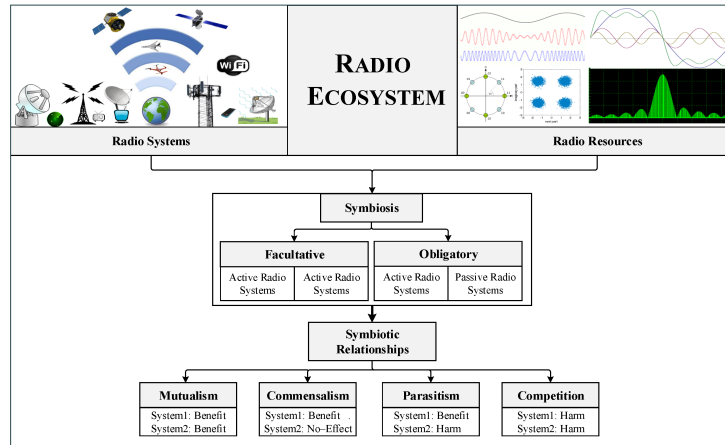 RADIO
ECOSYSTEM
WiFi
Radio Systems
Radio Resources
Symbiosis
Facultative
Obligatory
Active Radio Systems
Active Radio Systems
Active Radio Systems
Passive Radio Systems
Symbiotic
Relationships
Mutualism
System1: Benefit
System2: Benefit
Commensalism
System1: Benefit .
System2: No–Effect
Parasitism
System1: Benefit
System2: Harm
Competition
System1: Harm
System2: Harm